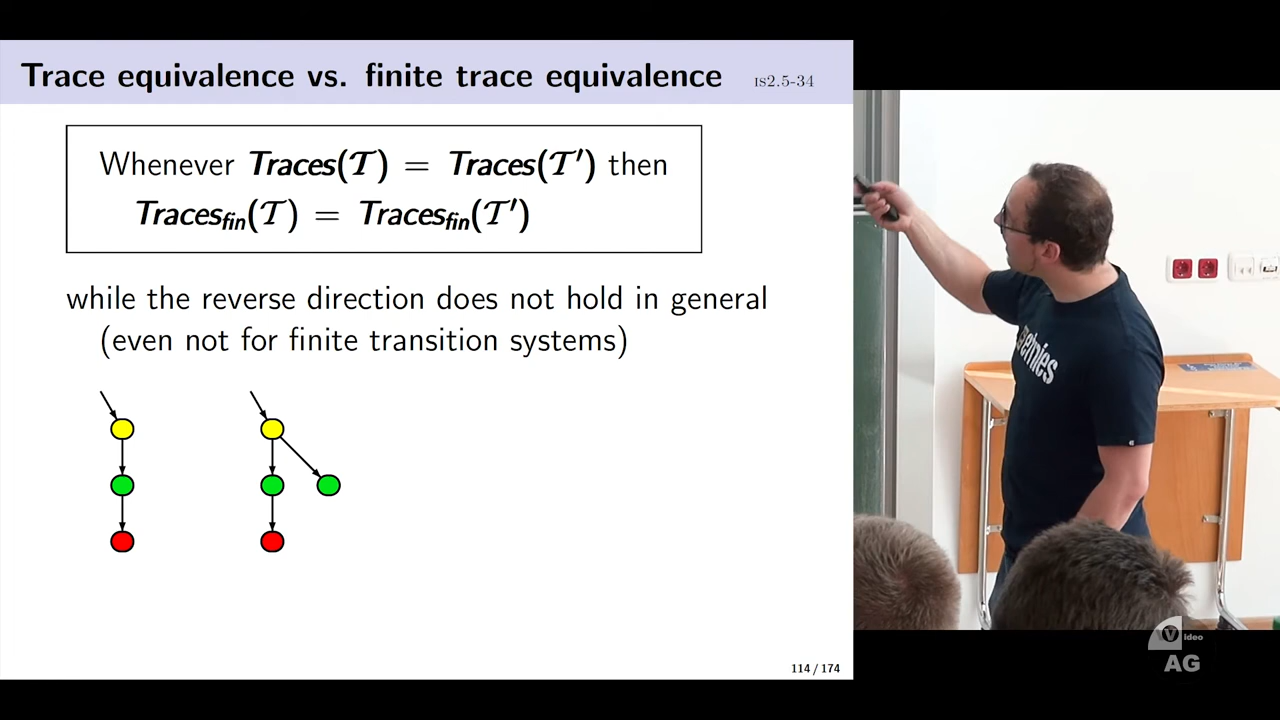 Trace equivalence vs. finite trace equivalence IS2.5-34
Whenever Traces(T) = Traces(T′) then
Traces_fin(T) = Traces_fin(T′)
while the reverse direction does not hold in general
(even not for finite transition systems)
114 / 174
Video
AG